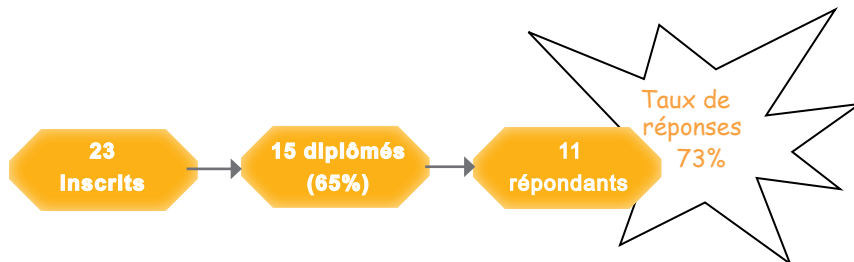 23
inscrits
15 diplômés
(65%)
11
répondants
Taux de
réponses
73%